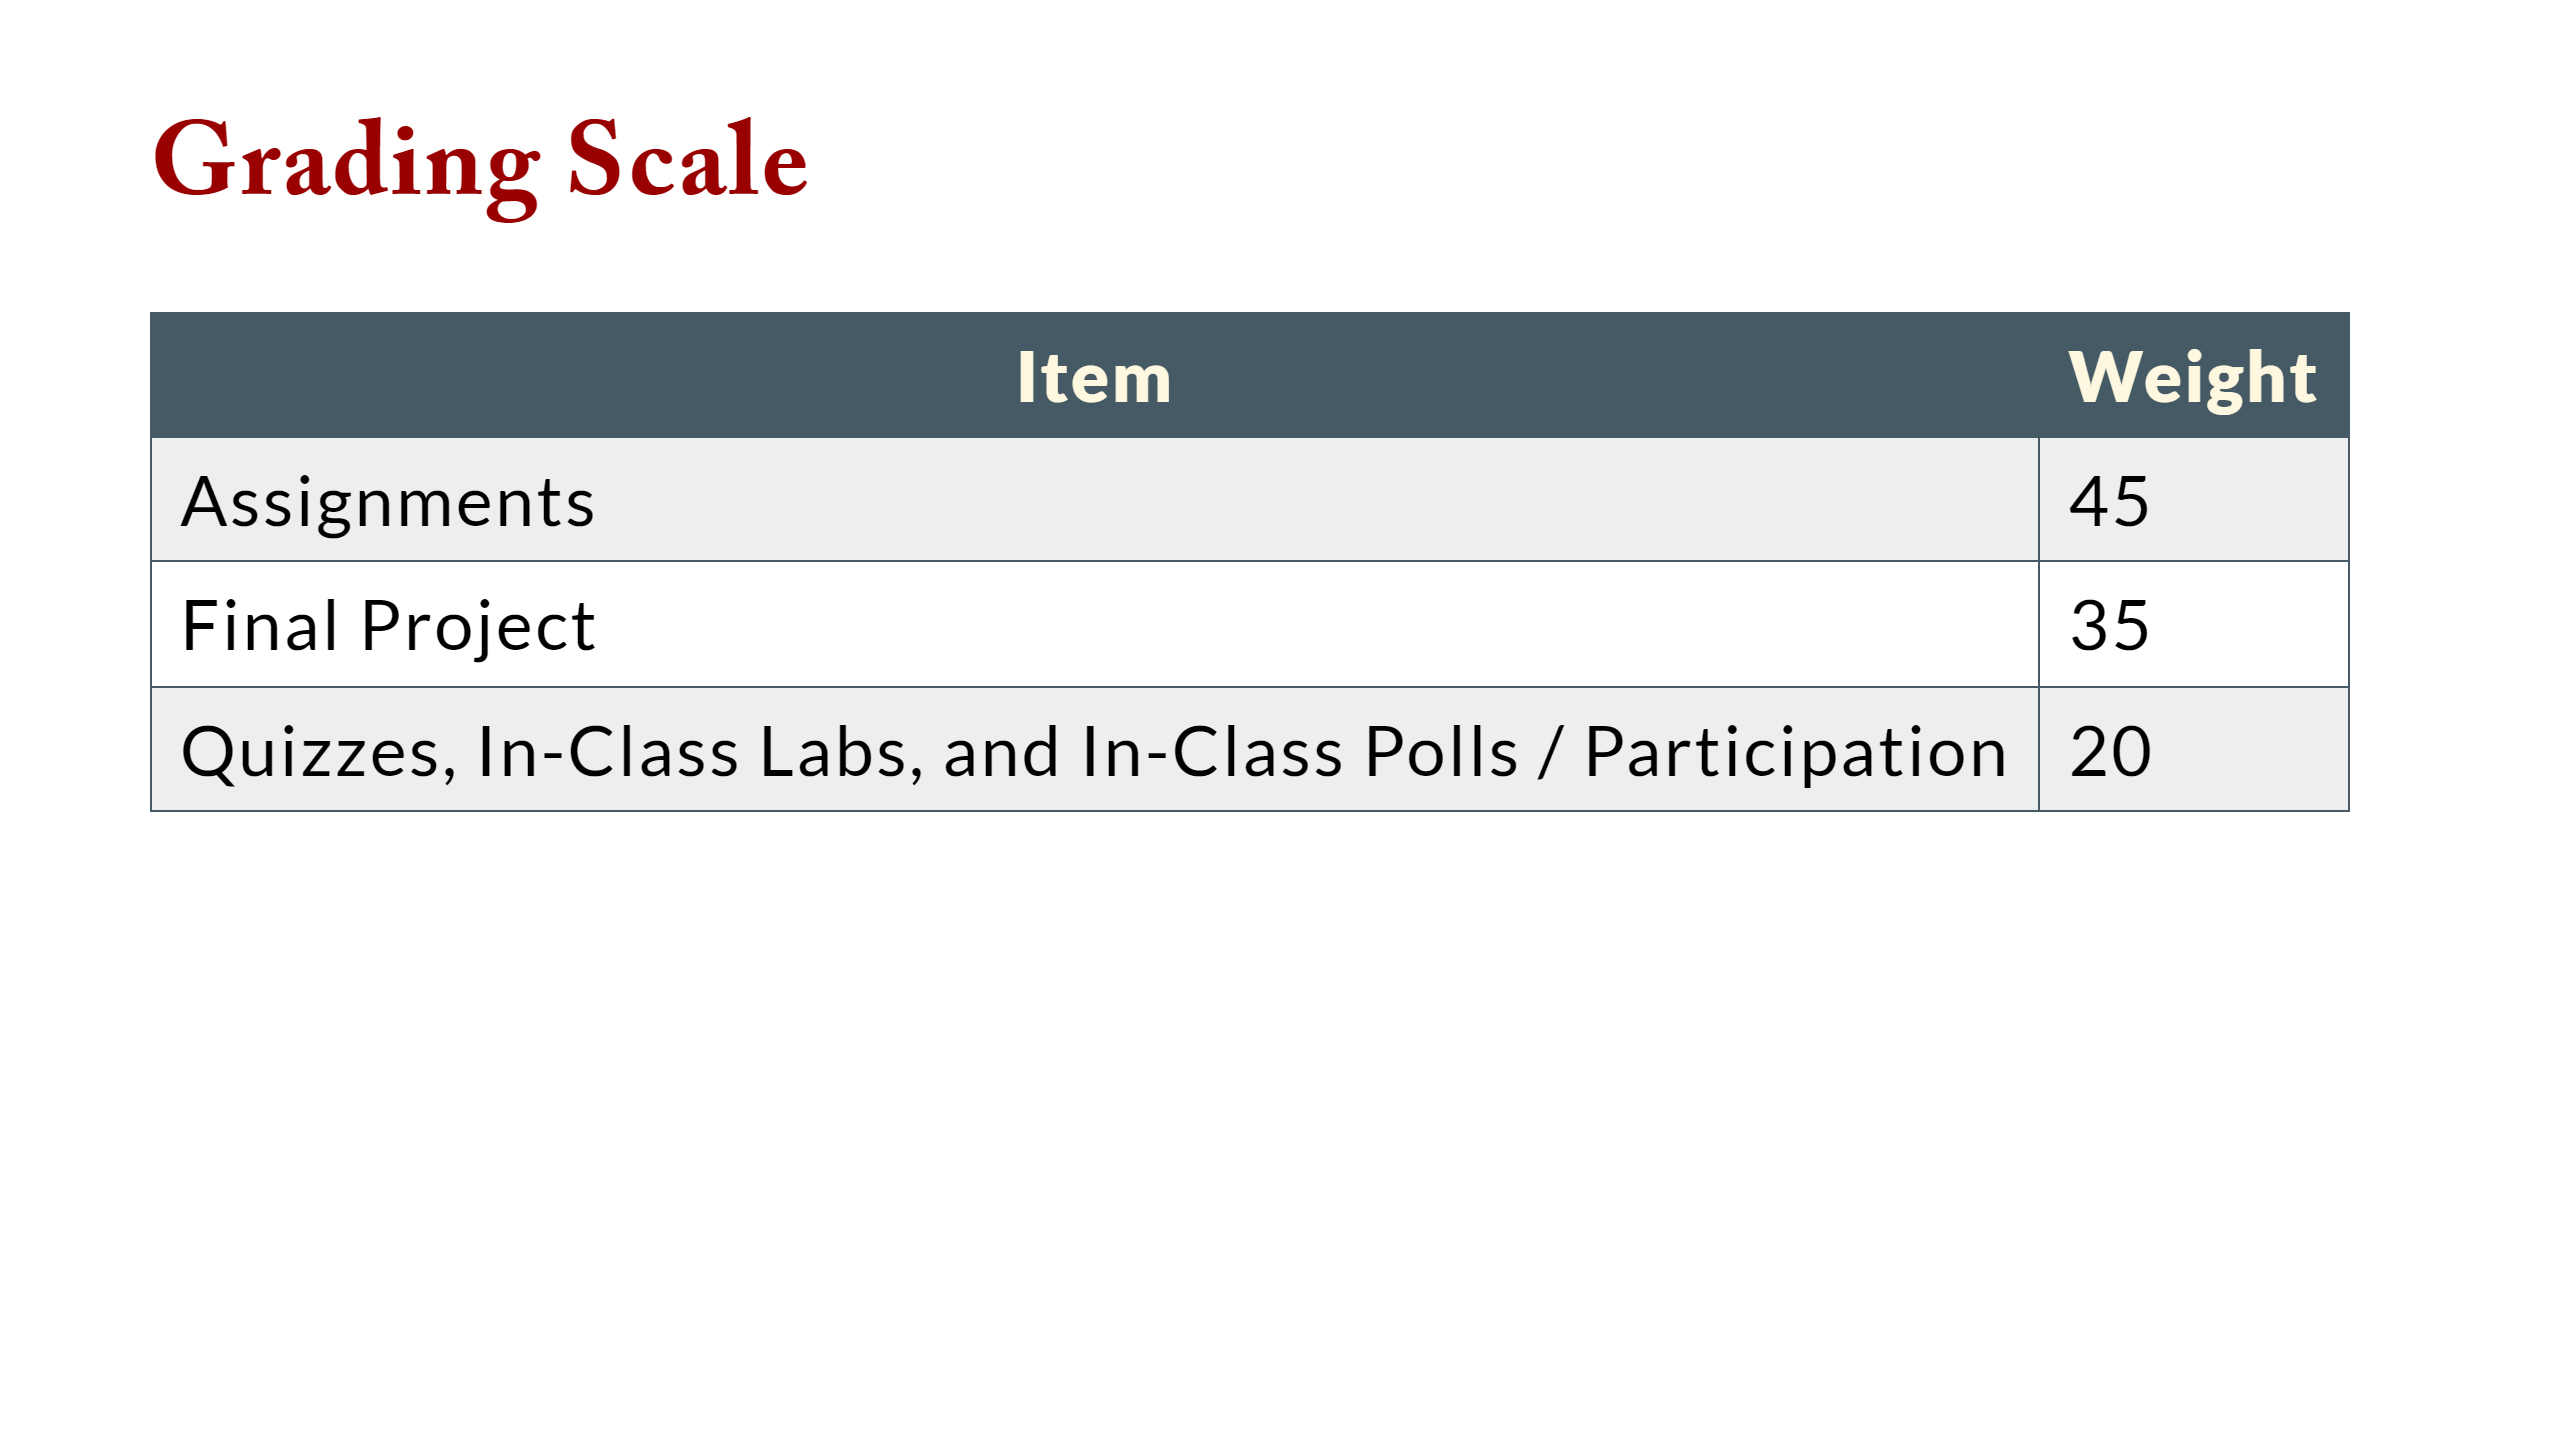 Grading Scale
Item Weight
Assignments 45
Final Project 35
Quizzes, In-Class Labs, and In-Class Polls / Participation 20